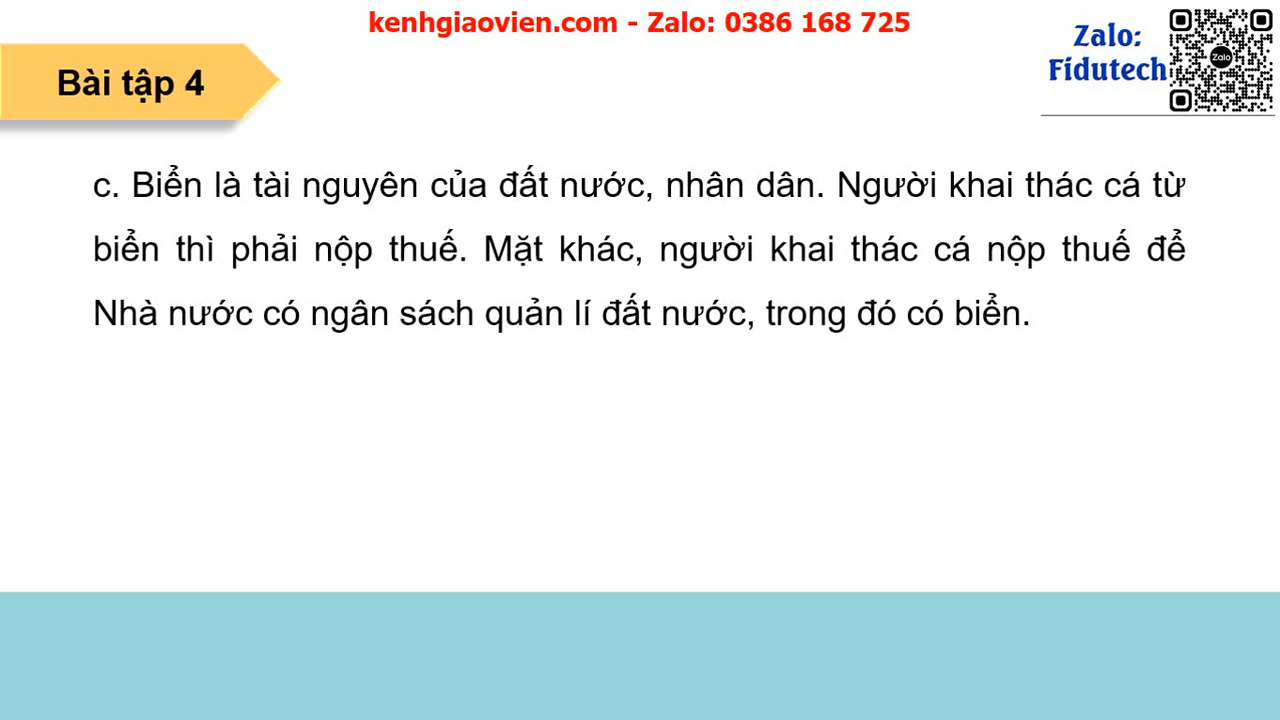 kenhgiaovien.com - Zalo: 0386 168 725
Zalo:
Fidutech
Zalo
Bài tập 4
c. Biển là tài nguyên của đất nước, nhân dân. Người khai thác cá từ
biển thì phải nộp thuế. Mặt khác, người khai thác cá nộp thuế để
Nhà nước có ngân sách quản lí đất nước, trong đó có biển.